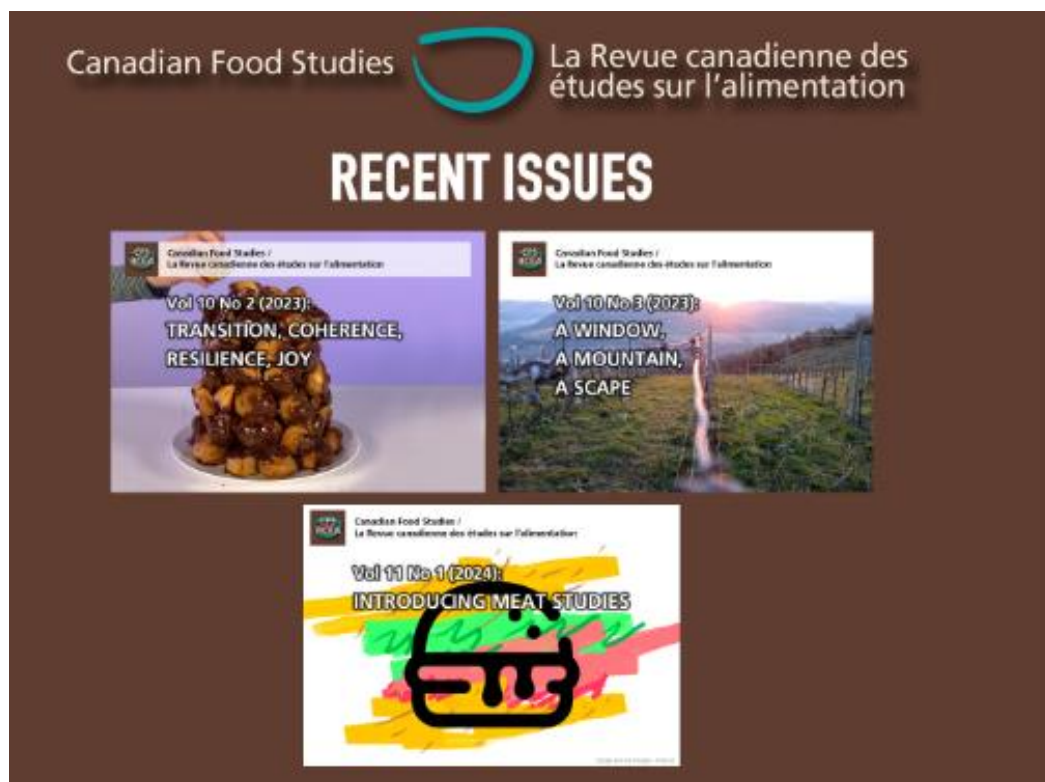 Canadian Food Studies
La Revue canadienne des
études sur l'alimentation
RECENT ISSUES
Canadian Food Studies /
La Revue canadienne des études sur l'alimentation
Vol 10 No 2 (2023):
TRANSITION, COHERENCE,
RESILIENCE, JOY
Canadian Food Studies /
La Revue canadienne des études sur l'alimentation
Vol 10 No 3 (2023):
A WINDOW,
A MOUNTAIN,
A SCAPE
Canadian Food Studies /
La Revue canadienne des études sur l'alimentation
Vol 11 No 1 (2024):
INTRODUCING MEAT STUDIES